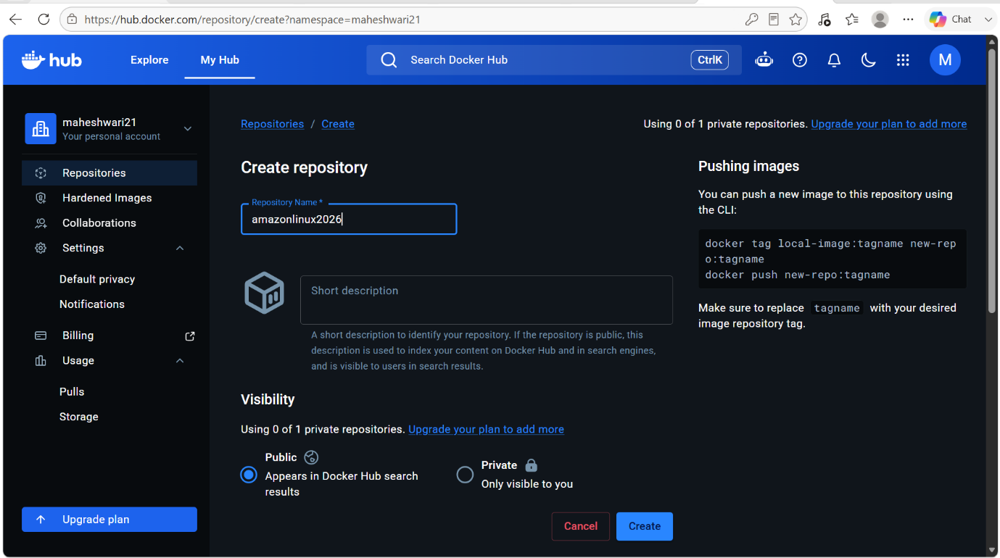 https://hub.docker.com/repository/create?namespace=maheshwari21
Chat
hub
Explore
My Hub
Search Docker Hub
CtrlK
M
maheshwari21
Your personal account
Repositories
Hardened Images
Collaborations
Settings
Default privacy
Notifications
Billing
Usage
Pulls
Storage
Upgrade plan
Repositories / Create
Using 0 of 1 private repositories. Upgrade your plan to add more
Create repository
Repository Name *
amazonlinux2026
Short description
A short description to identify your repository. If the repository is public, this
description is used to index your content on Docker Hub and in search engines,
and is visible to users in search results.
Visibility
Using 0 of 1 private repositories. Upgrade your plan to add more
Public
Appears in Docker Hub search
results
Private
Only visible to you
Cancel
Create
Pushing images
You can push a new image to this repository using
the CLI:
docker tag local-image:tagname new-rep
o:tagname
docker push new-repo:tagname
Make sure to replace tagname with your desired
image repository tag.